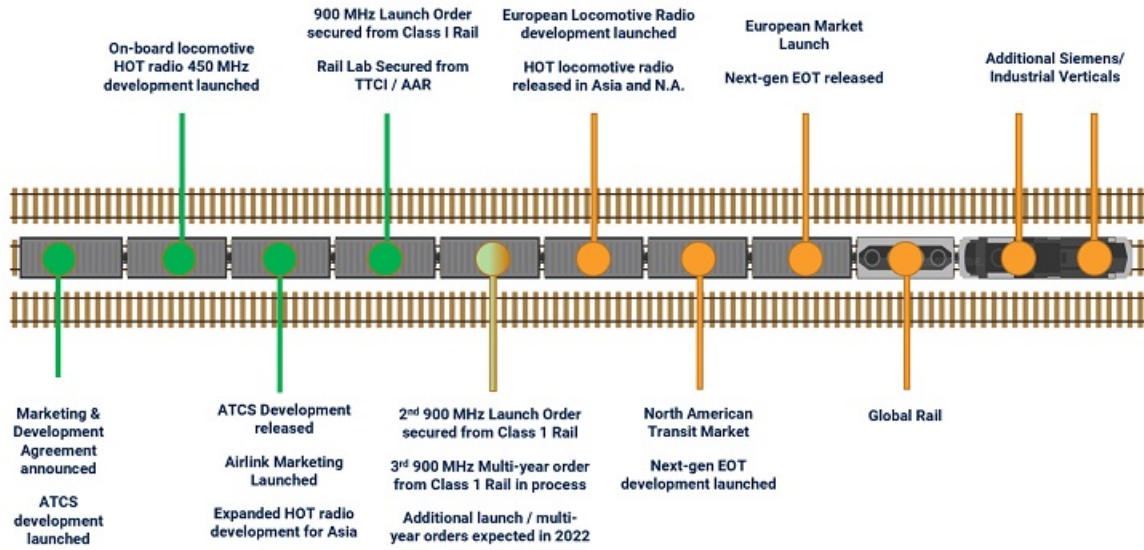 On-board locomotive
HOT radio 450 MHz
development launched
900 MHz Launch Order
secured from Class I Rail
Rail Lab Secured from
TTCI / AAR
European Locomotive Radio
development launched
HOT locomotive radio
released in Asia and N.A.
European Market
Launch
Next-gen EOT released
Additional Siemens/
Industrial Verticals
Marketing &
Development
Agreement
announced
ATCS
development
launched
ATCS Development
released
Airlink Marketing
Launched
Expanded HOT radio
development for Asia
2nd 900 MHz Launch Order
secured from Class 1 Rail
3rd 900 MHz Multi-year order
from Class 1 Rail in process
Additional launch / multi-
year orders expected in 2022
North American
Transit Market
Next-gen EOT
development launched
Global Rail